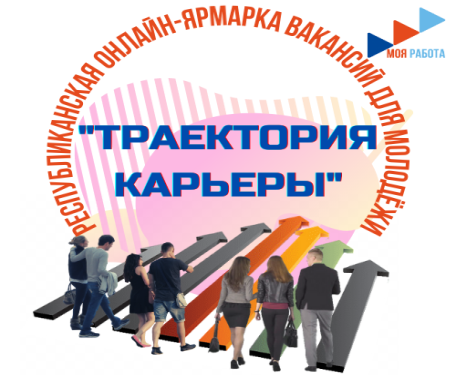 РЕСПУБЛИКАНСКАЯ ОНЛАЙН-ЯРМАРКА ВАКАНСИЙ ДЛЯ МОЛОДЁЖИ
МОЯ РАБОТА
"ТРАЕКТОРИЯ
КАРЬЕРЫ"